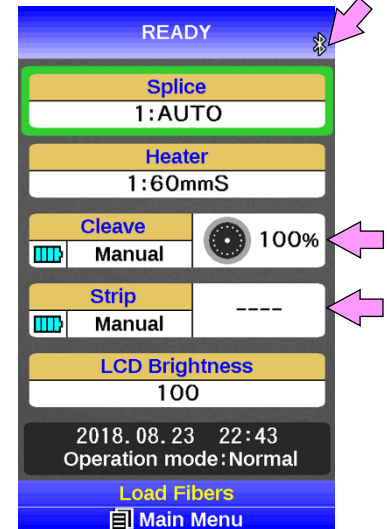 READY
Splice
1:AUTO
Heater
1:60mmS
Cleave
Manual
100%
Strip
Manual
----
LCD Brightness
100
2018.08.23 22:43
Operation mode:Normal
Load Fibers
Main Menu